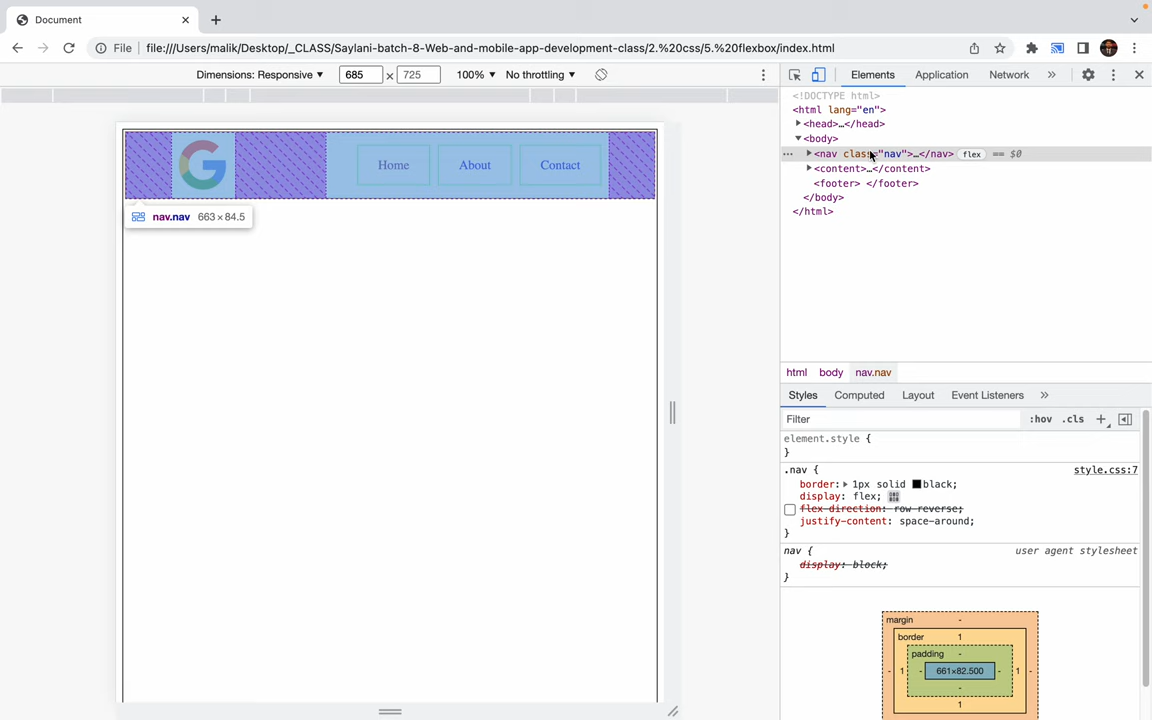 Document
File
file:///Users/malik/Desktop/_CLASS/Saylani-batch-8-Web-and-mobile-app-development-class/2.%20css/5.%20flexbox/index.html
Dimensions: Responsive ▼ 685 × 725 100% ▼ No throttling ▼
Elements Application Network »
<!DOCTYPE html>
<html lang="en">
<head>…</head>
<body>
<nav class="nav">…</nav> flex == $0
<content>…</content>
<footer> </footer>
</body>
</html>
Home About Contact
nav.nav 663 × 84.5
html body nav.nav
Styles Computed Layout Event Listeners »
Filter :hov .cls +
element.style {
}
.nav { style.css:7
border: 1px solid black;
display: flex;
flex-direction: row-reverse;
justify-content: space-around;
}
nav { user agent stylesheet
display: block;
}
margin -
border 1
padding -
- 1 - 661×82.500 - 1 -
-
1